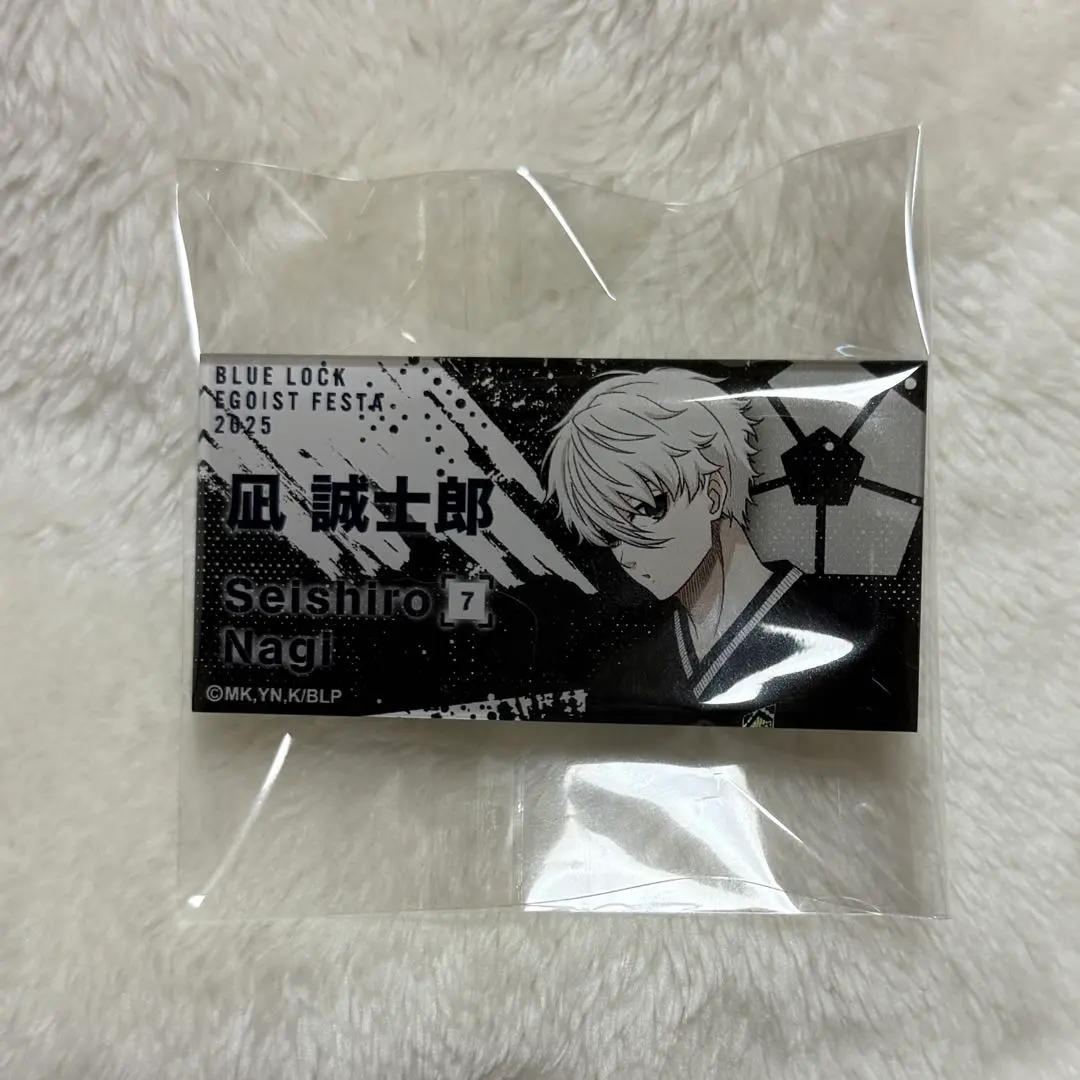 BLUE LOCK
EGOIST FESTA
2025
凪 誠士郎
Seishiro 7
Nagi
©MK,YN,K/BLP